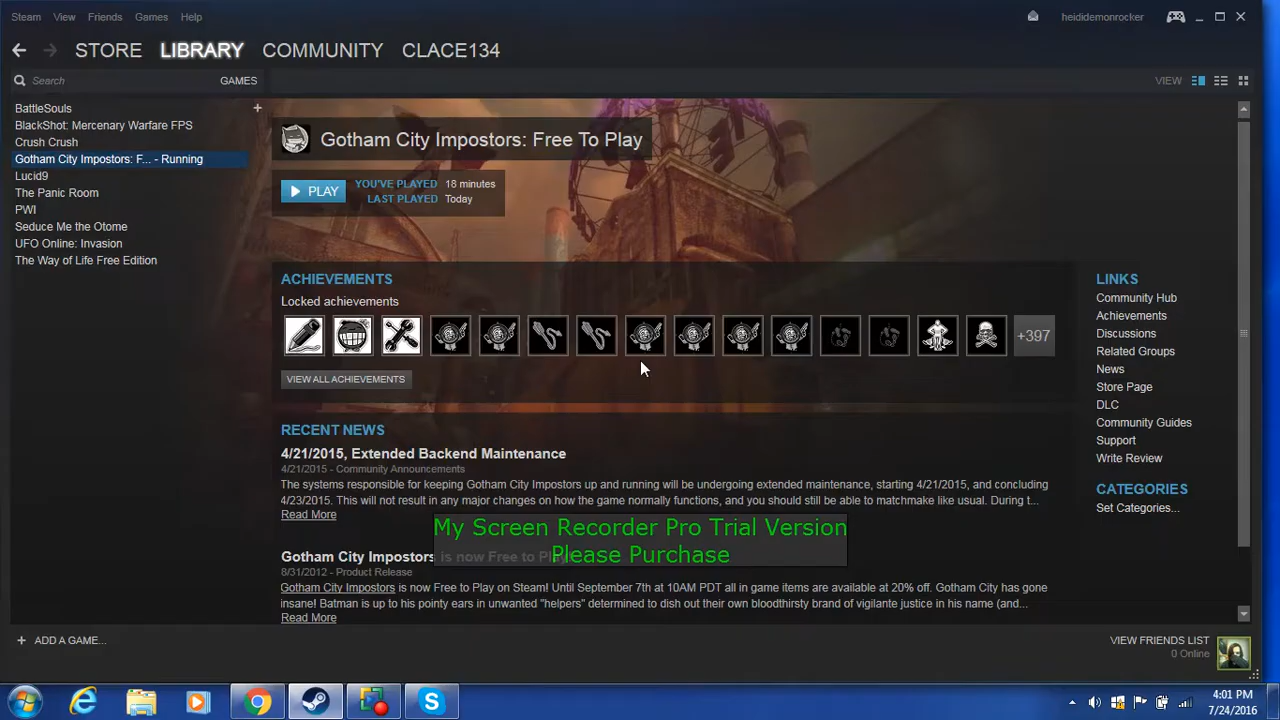 Steam View Friends Games Help heididemonrocker
STORE LIBRARY COMMUNITY CLACE134
Search GAMES VIEW
BattleSouls
BlackShot: Mercenary Warfare FPS
Crush Crush
Gotham City Impostors: F... - Running
Lucid9
The Panic Room
PWI
Seduce Me the Otome
UFO Online: Invasion
The Way of Life Free Edition
Gotham City Impostors: Free To Play
PLAY
YOU'VE PLAYED 18 minutes
LAST PLAYED Today
ACHIEVEMENTS
Locked achievements
+397
VIEW ALL ACHIEVEMENTS
RECENT NEWS
4/21/2015, Extended Backend Maintenance
4/21/2015 - Community Announcements
The systems responsible for keeping Gotham City Impostors up and running will be undergoing extended maintenance, starting 4/21/2015, and concluding
4/23/2015. This will not result in any major changes on how the game normally functions, and you should still be able to matchmake like usual. During t...
Read More
My Screen Recorder Pro Trial Version
Please Purchase
Gotham City Impostors is now Free to Play
8/31/2012 - Product Release
Gotham City Impostors is now Free to Play on Steam! Until September 7th at 10AM PDT all in game items are available at 20% off. Gotham City has gone
insane! Batman is up to his pointy ears in unwanted "helpers" determined to dish out their own bloodthirsty brand of vigilante justice in his name (and...
Read More
LINKS
Community Hub
Achievements
Discussions
Related Groups
News
Store Page
DLC
Community Guides
Support
Write Review
CATEGORIES
Set Categories...
+ ADD A GAME...
VIEW FRIENDS LIST
0 Online
4:01 PM
7/24/2016